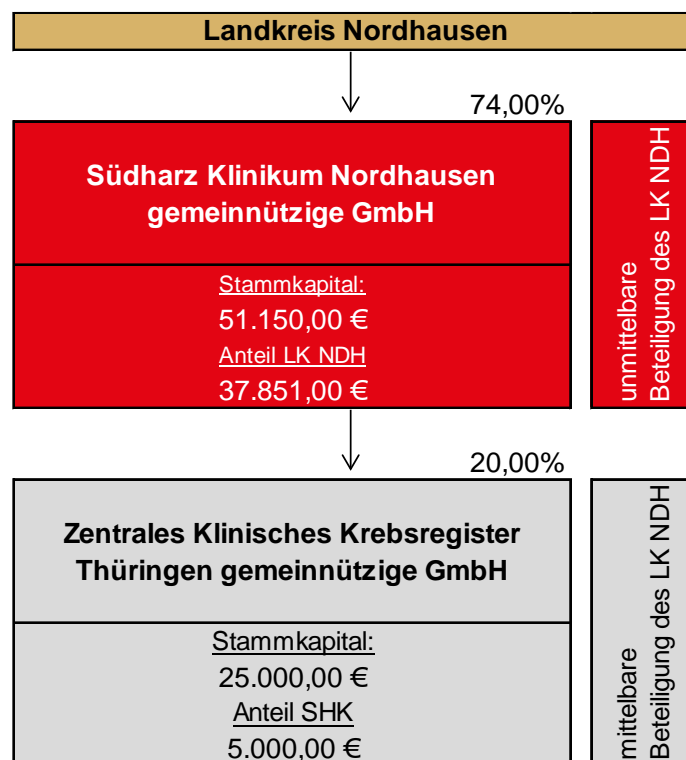 Landkreis Nordhausen
74,00%
Südharz Klinikum Nordhausen
gemeinnützige GmbH
Stammkapital:
51.150,00 €
Anteil LK NDH
37.851,00 €
unmittelbare
Beteiligung des LK NDH
20,00%
Zentrales Klinisches Krebsregister
Thüringen gemeinnützige GmbH
Stammkapital:
25.000,00 €
Anteil SHK
5.000,00 €
mittelbare
Beteiligung des LK NDH